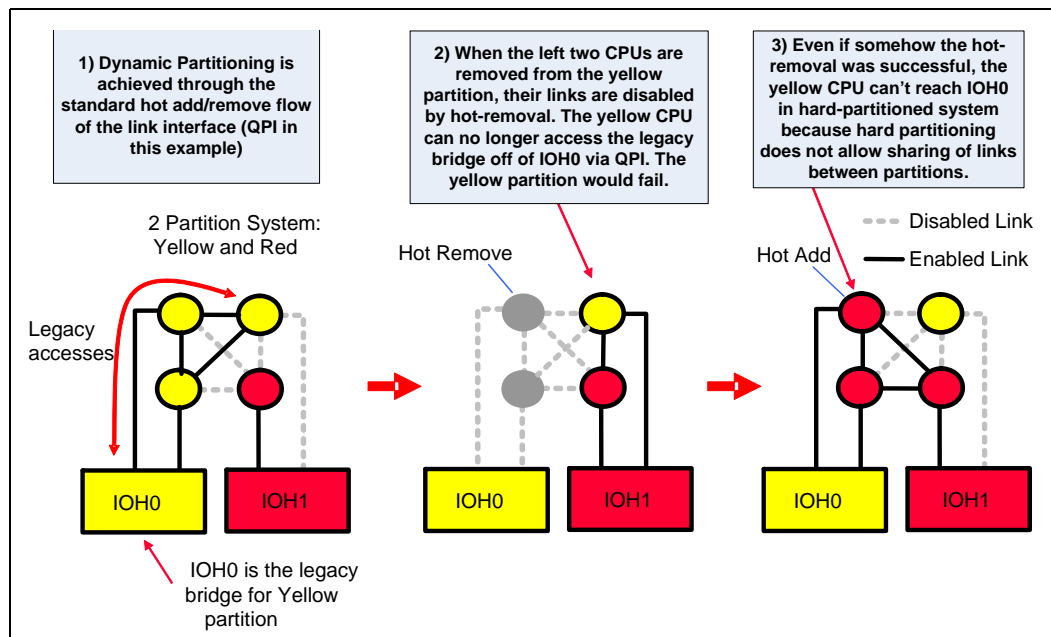 1) Dynamic Partitioning is
achieved through the
standard hot add/remove flow
of the link interface (QPI in
this example)
2) When the left two CPUs are
removed from the yellow
partition, their links are disabled
by hot-removal. The yellow CPU
can no longer access the legacy
bridge off of IOH0 via QPI. The
yellow partition would fail.
3) Even if somehow the hot-
removal was successful, the
yellow CPU can’t reach IOH0
in hard-partitioned system
because hard partitioning
does not allow sharing of links
between partitions.
2 Partition System:
Yellow and Red
Legacy
accesses
IOH0
IOH1
IOH0 is the legacy
bridge for Yellow
partition
Hot Remove
IOH0
IOH1
Hot Add
Disabled Link
Enabled Link
IOH0
IOH1